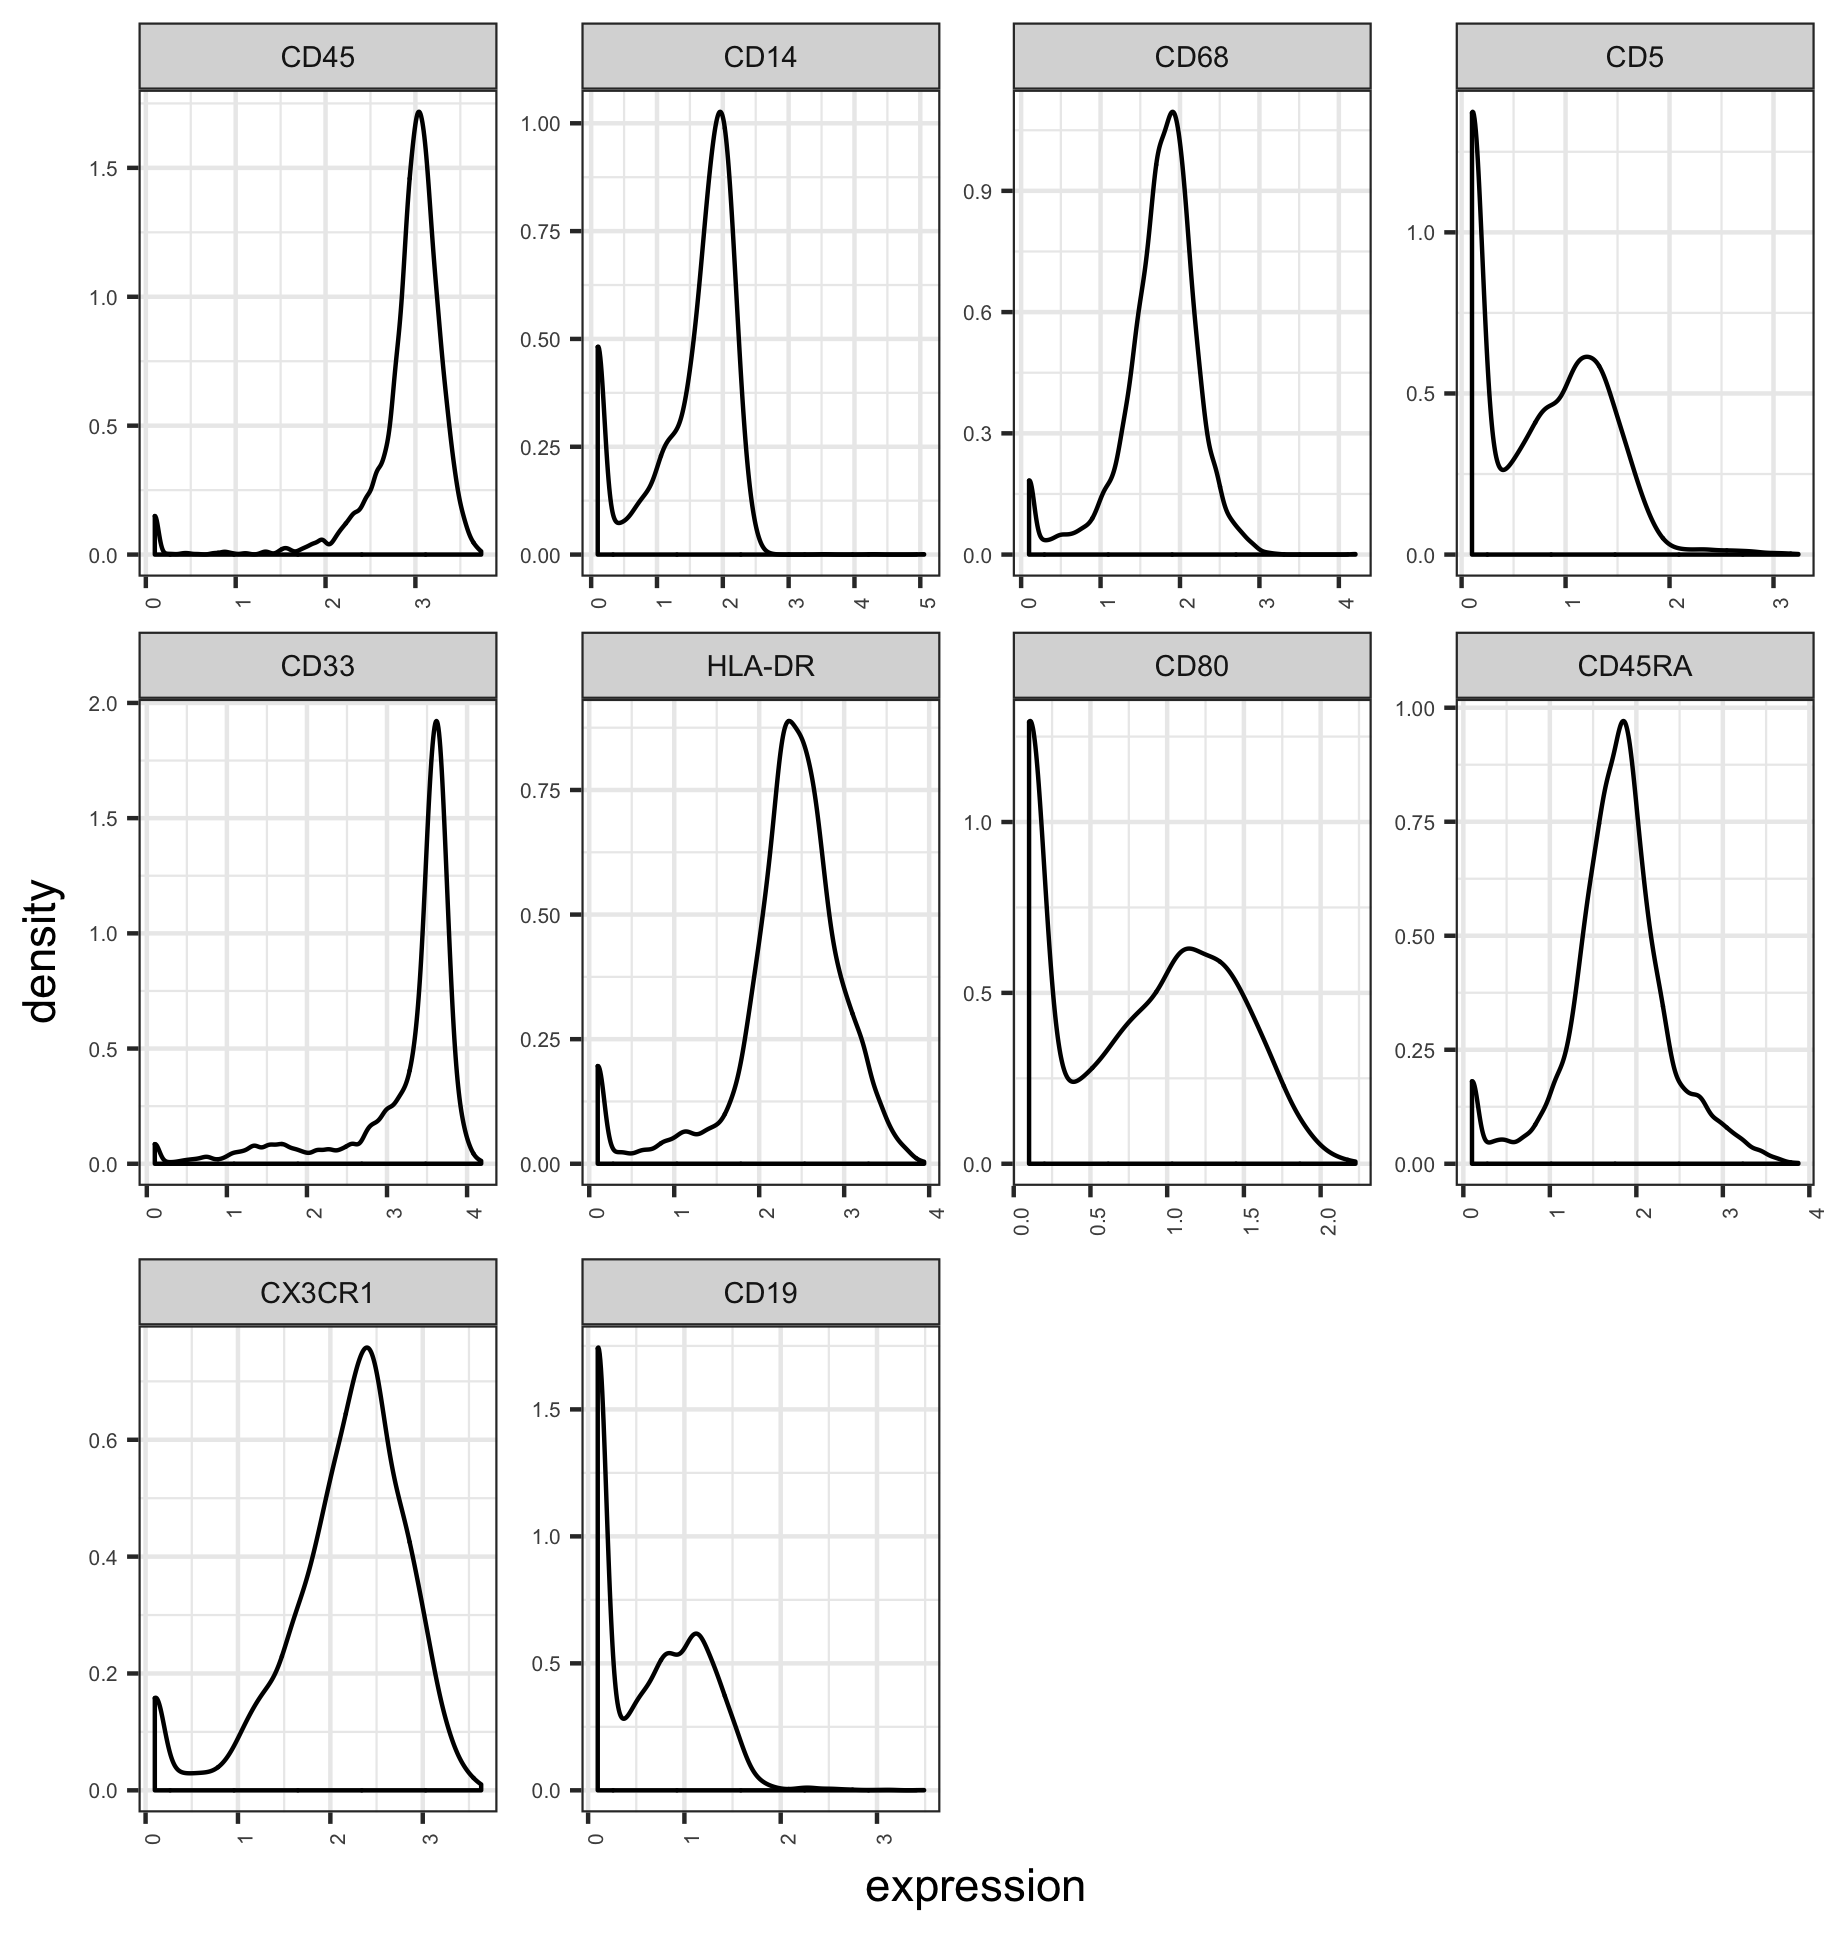 CD45 CD14 CD68 CD5
1.5 1.0 0.5 0.0
1.00 0.75 0.50 0.25 0.00
0.9 0.6 0.3 0.0
1.0 0.5 0.0
0 1 2 3
0 1 2 3 4 5
0 1 2 3 4
0 1 2 3
CD33 HLA-DR CD80 CD45RA
2.0 1.5 1.0 0.5 0.0
0.75 0.50 0.25 0.00
1.0 0.5 0.0
1.00 0.75 0.50 0.25 0.00
0 1 2 3 4
0 1 2 3 4
0.0 0.5 1.0 1.5 2.0
0 1 2 3 4
density
CX3CR1 CD19
0.6 0.4 0.2 0.0
1.5 1.0 0.5 0.0
0 1 2 3
0 1 2 3
expression